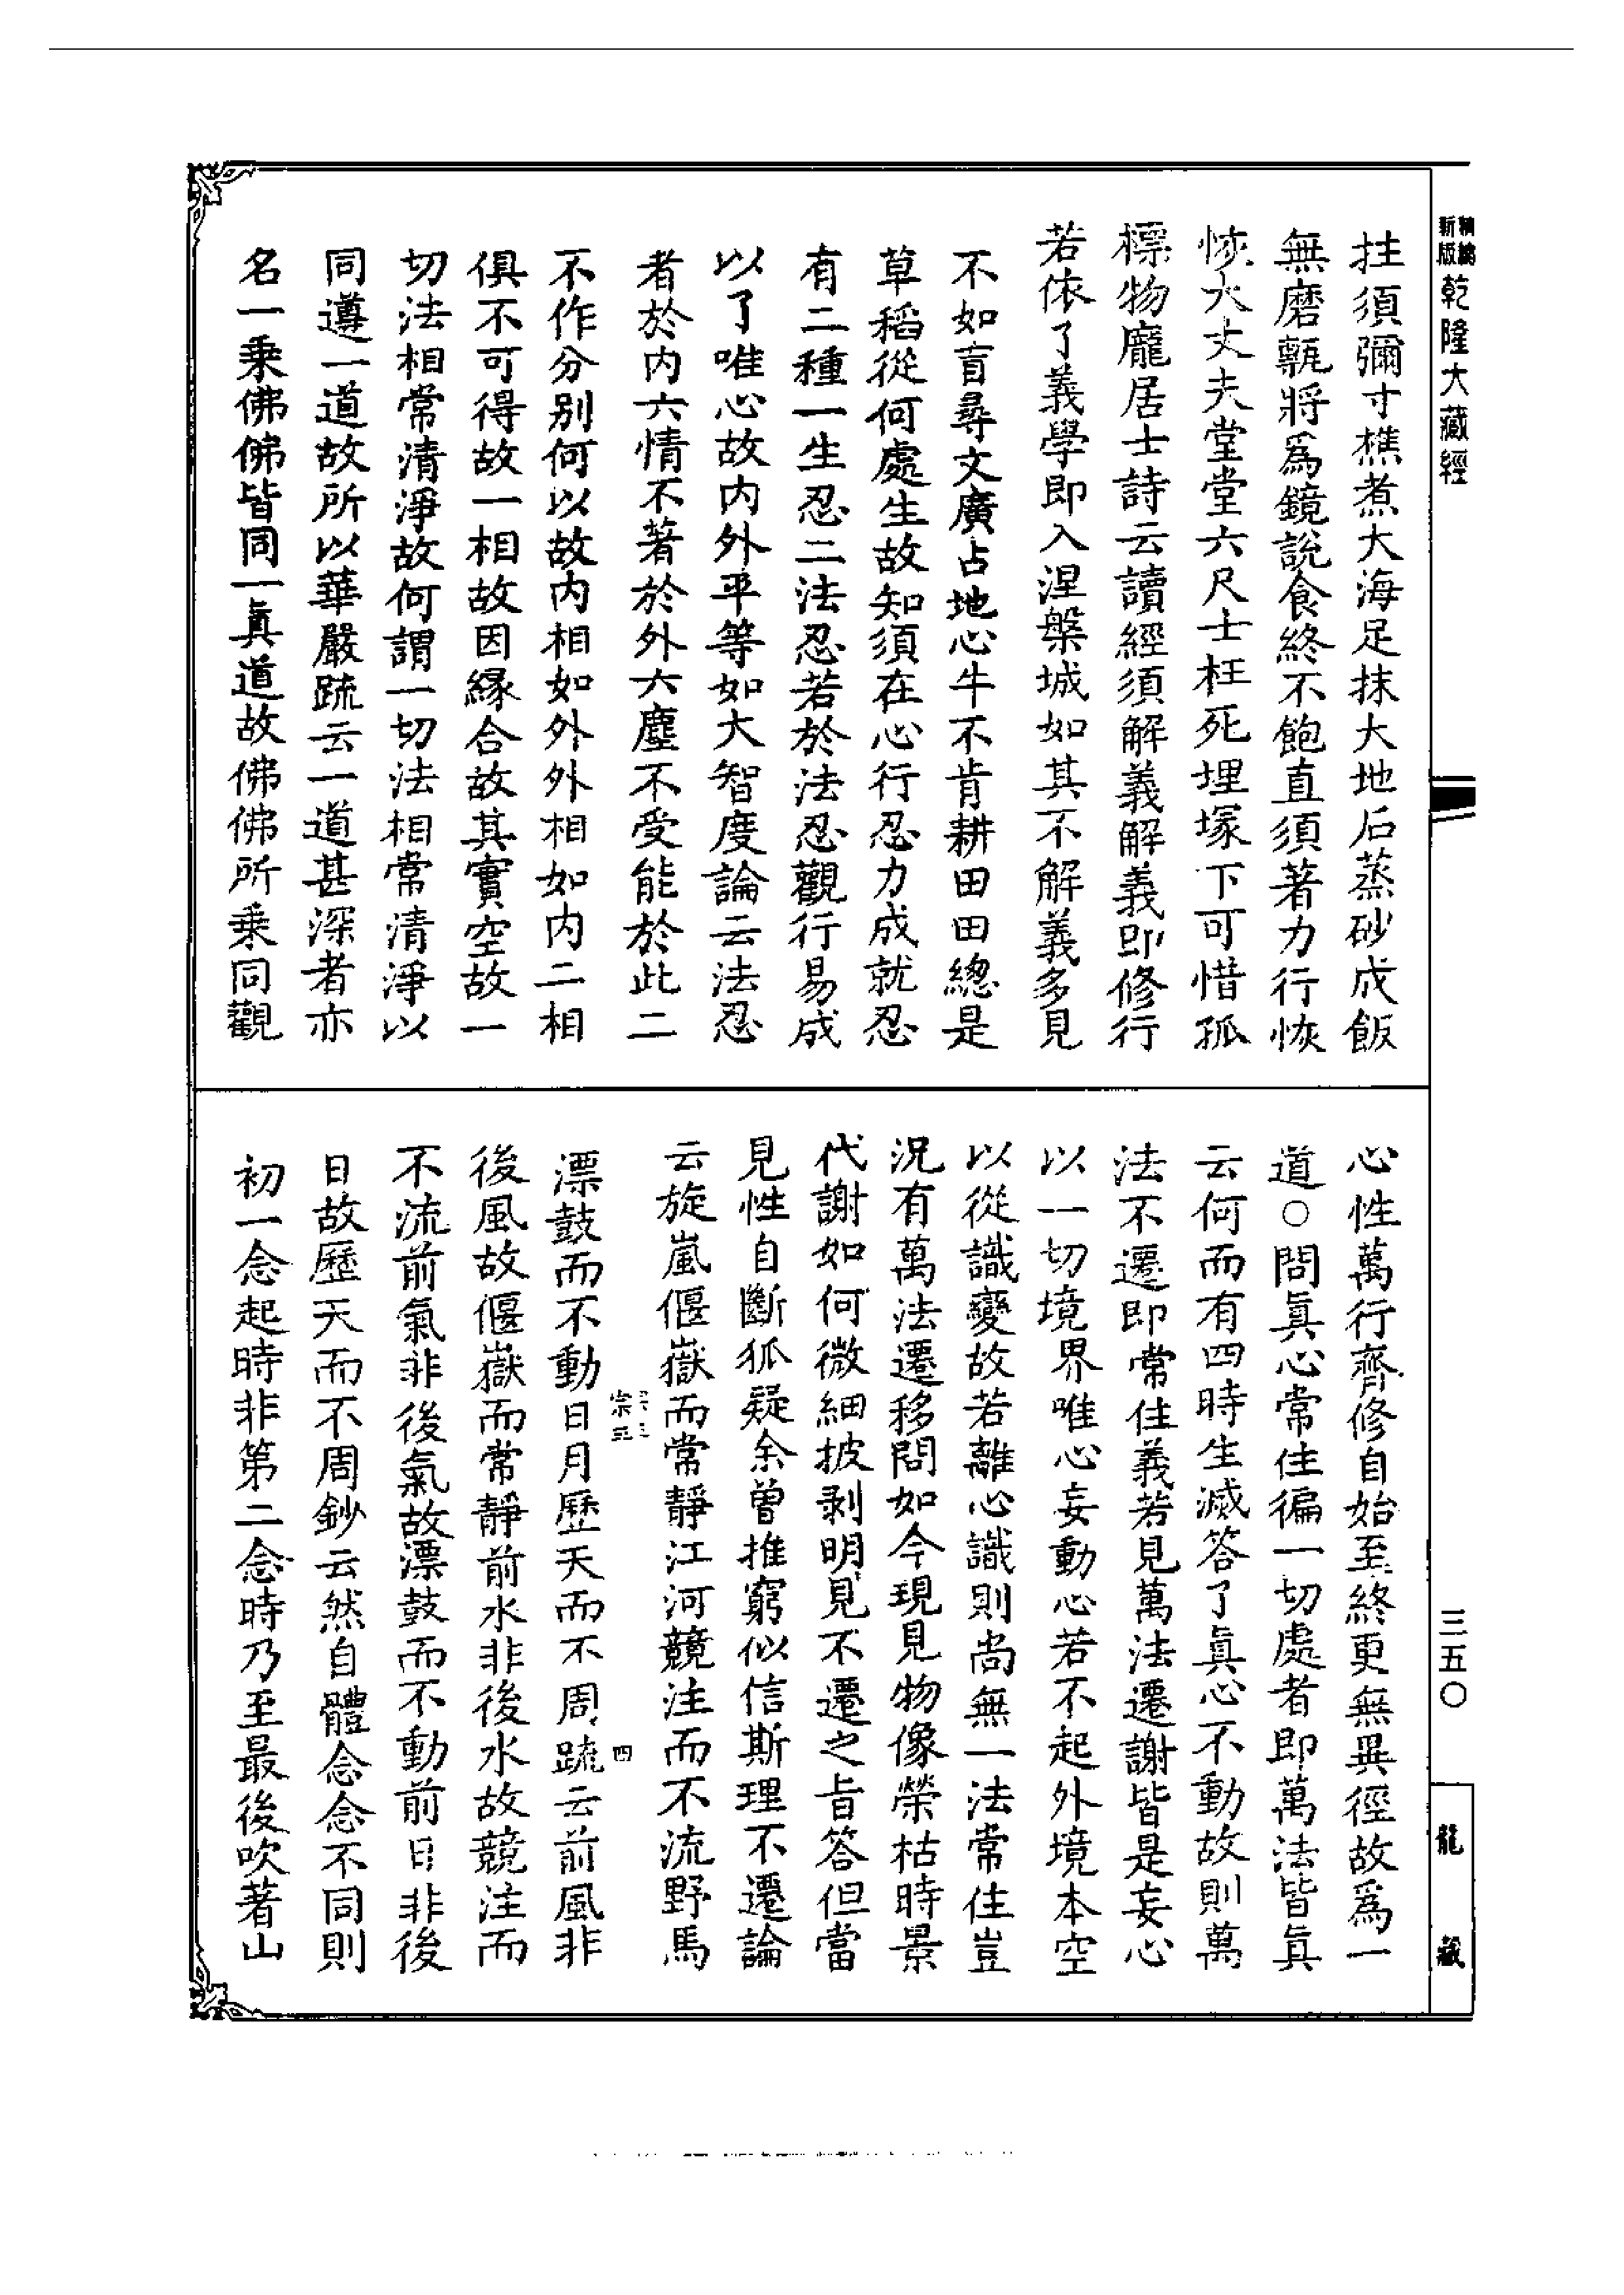 新編
新版
乾隆大藏經
拄須彌寸樵煮大海足抹大地石蒸砂成飯
無磨甎將爲鏡說食終不飽直須著力行恢
恢大丈夫堂堂六尺士枉死埋塚下可惜孤
標物龐居士詩云讀經須解義解義即修行
若依了義學即入涅槃城如其不解義多見
不如盲尋文廣占地心牛不肯耕田田總是
草稻從何處生故知須在心行忍力成就忍
有二種一生忍二法忍若於法忍觀行易成
以了唯心故内外平等如大智度論云法忍
者於内六情不著於外六塵不受能於此二
不作分别何以故内相如外外相如内二相
俱不可得故一相故因縁合故其實空故一
切法相常清淨故何謂一切法相常清淨以
同遵一道故所以華嚴䟽云一道甚深者亦
名一乘佛佛皆同一真道故佛佛所乘同觀
心性萬行齊修自始至終更無異徑故爲一
道○問真心常住徧一切處者即萬法皆真
云何而有四時生滅答了真心不動故則萬
法不遷即常住義若見萬法遷謝皆是妄心
以一切境界唯心妄動心若不起外境本空
以從識變故若離心識則尚無一法常住豈
況有萬法遷移問如今現見物像榮枯時景
代謝如何微細披剥明見不遷之旨答但當
見性自斷狐疑余曾推窮似信斯理不遷論
云旋嵐偃嶽而常靜江河競注而不流野馬
漂鼓而不動日月歷天而不周䟽云前風非
後風故偃嶽而常靜前水非後水故競注而
不流前氣非後氣故漂鼓而不動前日非後
日故歷天而不周鈔云然自體念念不同則
初一念起時非第二念時乃至最後吹著山
宗三
四
三五〇
龍藏